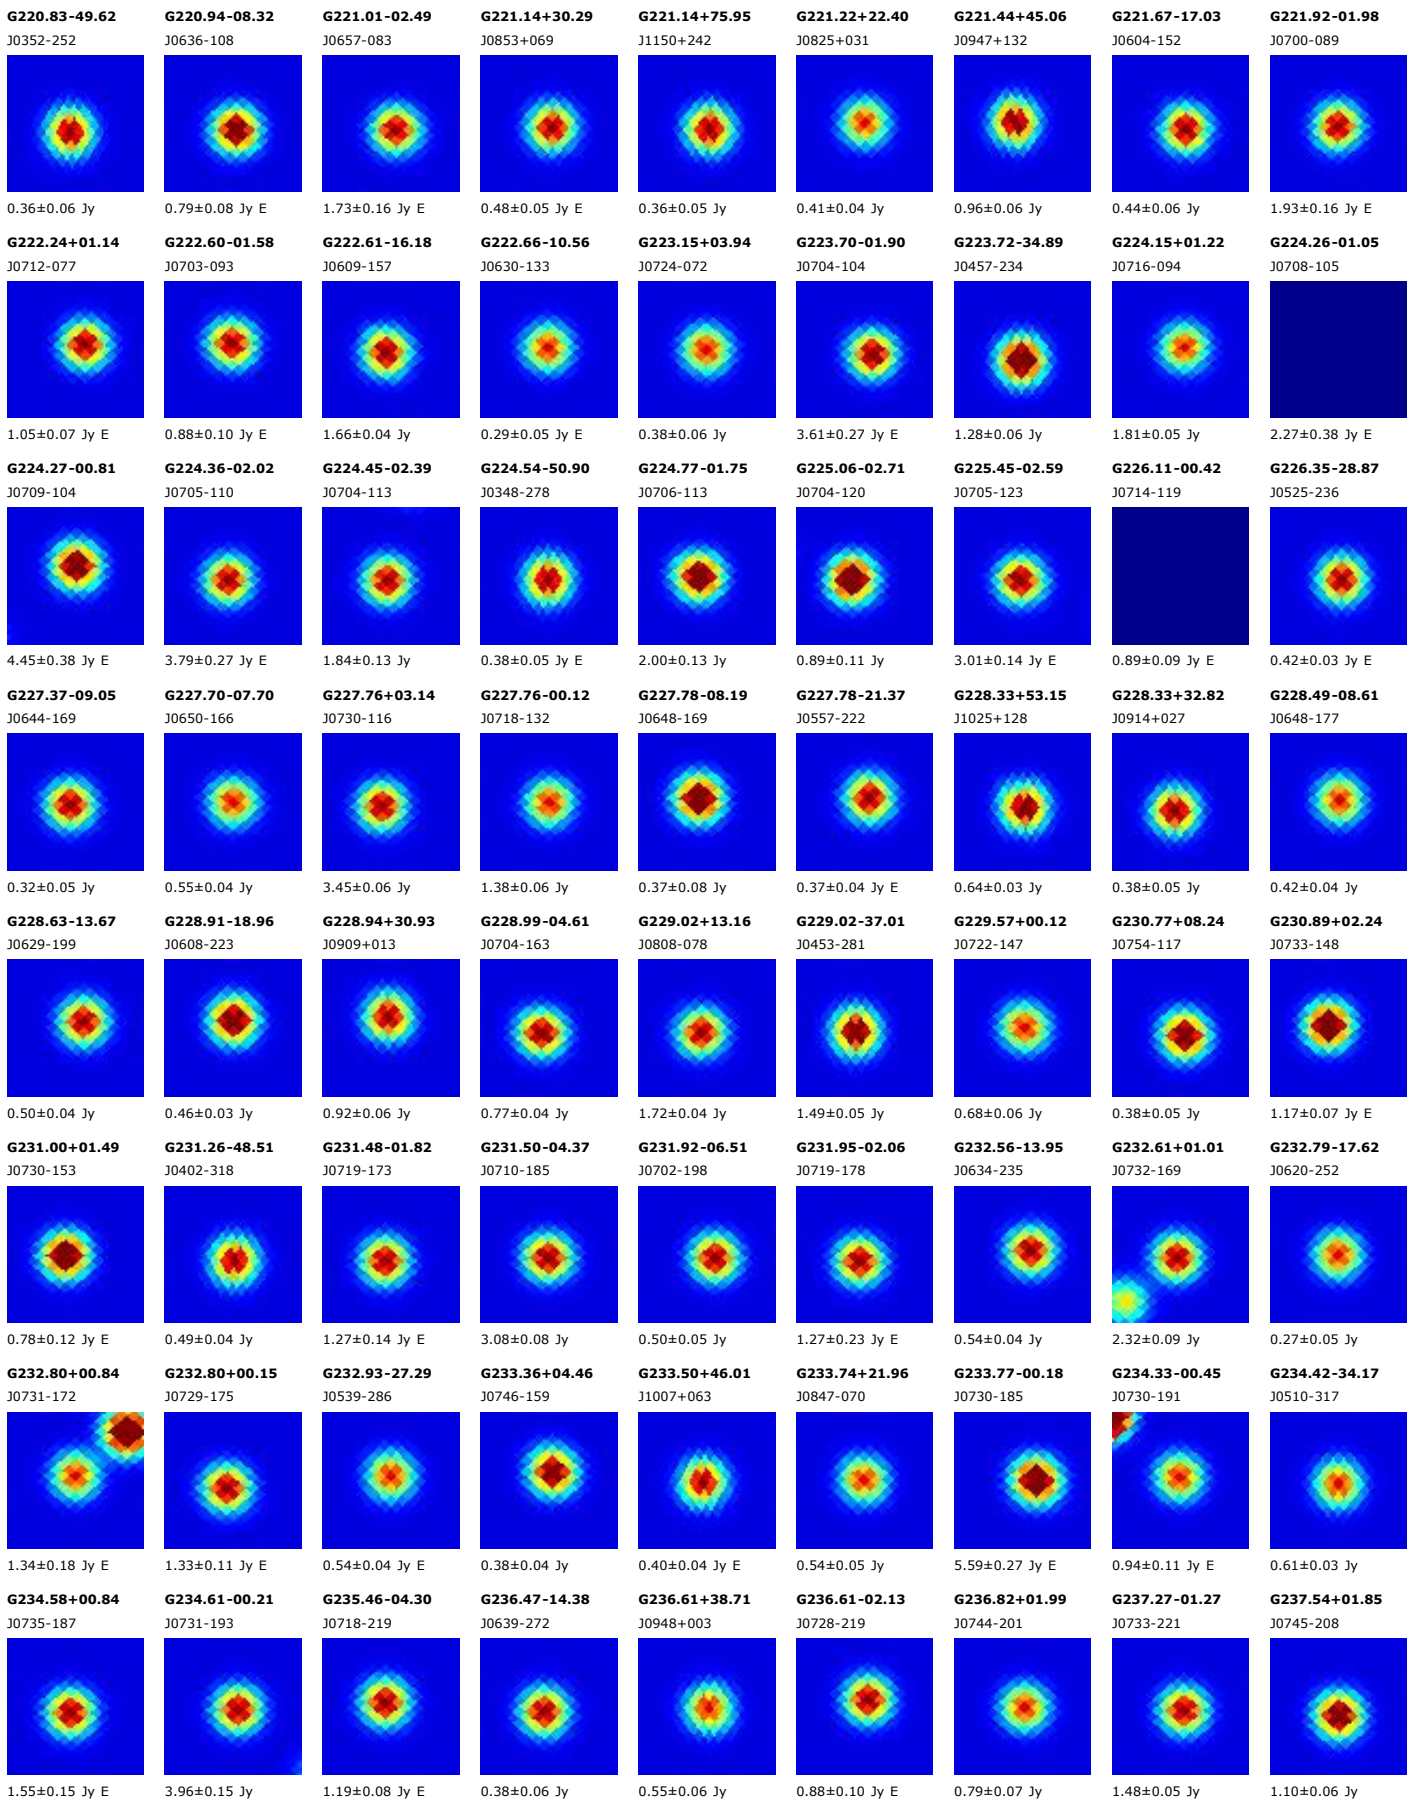 G220.83-49.62 G220.94-08.32 G221.01-02.49 G221.14+30.29 G221.14+75.95 G221.22+22.40 G221.44+45.06 G221.67-17.03 G221.92-01.98
J0352-252 J0636-108 J0657-083 J0853+069 J1150+242 J0825+031 J0947+132 J0604-152 J0700-089
0.36±0.06 Jy 0.79±0.08 Jy E 1.73±0.16 Jy E 0.48±0.05 Jy E 0.36±0.05 Jy 0.41±0.04 Jy 0.96±0.06 Jy 0.44±0.06 Jy 1.93±0.16 Jy E
G222.24+01.14 G222.60-01.58 G222.61-16.18 G222.66-10.56 G223.15+03.94 G223.70-01.90 G223.72-34.89 G224.15+01.22 G224.26-01.05
J0712-077 J0703-093 J0609-157 J0630-133 J0724-072 J0704-104 J0457-234 J0716-094 J0708-105
1.05±0.07 Jy E 0.88±0.10 Jy E 1.66±0.04 Jy 0.29±0.05 Jy E 0.38±0.06 Jy 3.61±0.27 Jy E 1.28±0.06 Jy 1.81±0.05 Jy 2.27±0.38 Jy E
G224.27-00.81 G224.36-02.02 G224.45-02.39 G224.54-50.90 G224.77-01.75 G225.06-02.71 G225.45-02.59 G226.11-00.42 G226.35-28.87
J0709-104 J0705-110 J0704-113 J0348-278 J0706-113 J0704-120 J0705-123 J0714-119 J0525-236
4.45±0.38 Jy E 3.79±0.27 Jy E 1.84±0.13 Jy 0.38±0.05 Jy E 2.00±0.13 Jy 0.89±0.11 Jy 3.01±0.14 Jy E 0.89±0.09 Jy E 0.42±0.03 Jy E
G227.37-09.05 G227.70-07.70 G227.76+03.14 G227.76-00.12 G227.78-08.19 G227.78-21.37 G228.33+53.15 G228.33+32.82 G228.49-08.61
J0644-169 J0650-166 J0730-116 J0718-132 J0648-169 J0557-222 J1025+128 J0914+027 J0648-177
0.32±0.05 Jy 0.55±0.04 Jy 3.45±0.06 Jy 1.38±0.06 Jy 0.37±0.08 Jy 0.37±0.04 Jy E 0.64±0.03 Jy 0.38±0.05 Jy 0.42±0.04 Jy
G228.63-13.67 G228.91-18.96 G228.94+30.93 G228.99-04.61 G229.02+13.16 G229.02-37.01 G229.57+00.12 G230.77+08.24 G230.89+02.24
J0629-199 J0608-223 J0909+013 J0704-163 J0808-078 J0453-281 J0722-147 J0754-117 J0733-148
0.50±0.04 Jy 0.46±0.03 Jy 0.92±0.06 Jy 0.77±0.04 Jy 1.72±0.04 Jy 1.49±0.05 Jy 0.68±0.06 Jy 0.38±0.05 Jy 1.17±0.07 Jy E
G231.00+01.49 G231.26-48.51 G231.48-01.82 G231.50-04.37 G231.92-06.51 G231.95-02.06 G232.56-13.95 G232.61+01.01 G232.79-17.62
J0730-153 J0402-318 J0719-173 J0710-185 J0702-198 J0719-178 J0634-235 J0732-169 J0620-252
0.78±0.12 Jy E 0.49±0.04 Jy 1.27±0.14 Jy E 3.08±0.08 Jy 0.50±0.05 Jy 1.27±0.23 Jy E 0.54±0.04 Jy 2.32±0.09 Jy 0.27±0.05 Jy
G232.80+00.84 G232.80+00.15 G232.93-27.29 G233.36+04.46 G233.50+46.01 G233.74+21.96 G233.77-00.18 G234.33-00.45 G234.42-34.17
J0731-172 J0729-175 J0539-286 J0746-159 J1007+063 J0847-070 J0730-185 J0730-191 J0510-317
1.34±0.18 Jy E 1.33±0.11 Jy E 0.54±0.04 Jy E 0.38±0.04 Jy 0.40±0.04 Jy E 0.54±0.05 Jy 5.59±0.27 Jy E 0.94±0.11 Jy E 0.61±0.03 Jy
G234.58+00.84 G234.61-00.21 G235.46-04.30 G236.47-14.38 G236.61+38.71 G236.61-02.13 G236.82+01.99 G237.27-01.27 G237.54+01.85
J0735-187 J0731-193 J0718-219 J0639-272 J0948+003 J0728-219 J0744-201 J0733-221 J0745-208
1.55±0.15 Jy E 3.96±0.15 Jy 1.19±0.08 Jy E 0.38±0.06 Jy 0.55±0.06 Jy 0.88±0.10 Jy E 0.79±0.07 Jy 1.48±0.05 Jy 1.10±0.06 Jy